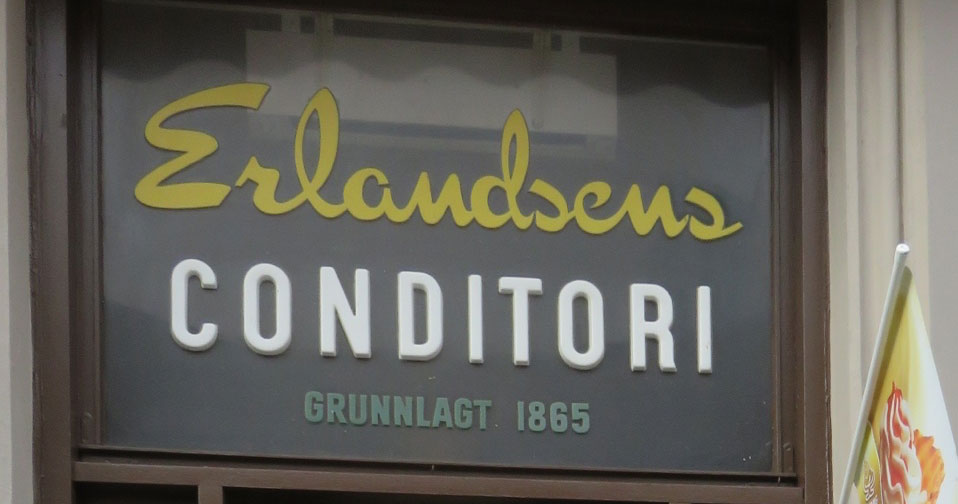 Erlandsens
CONDITORI
GRUNNLAGT 1865